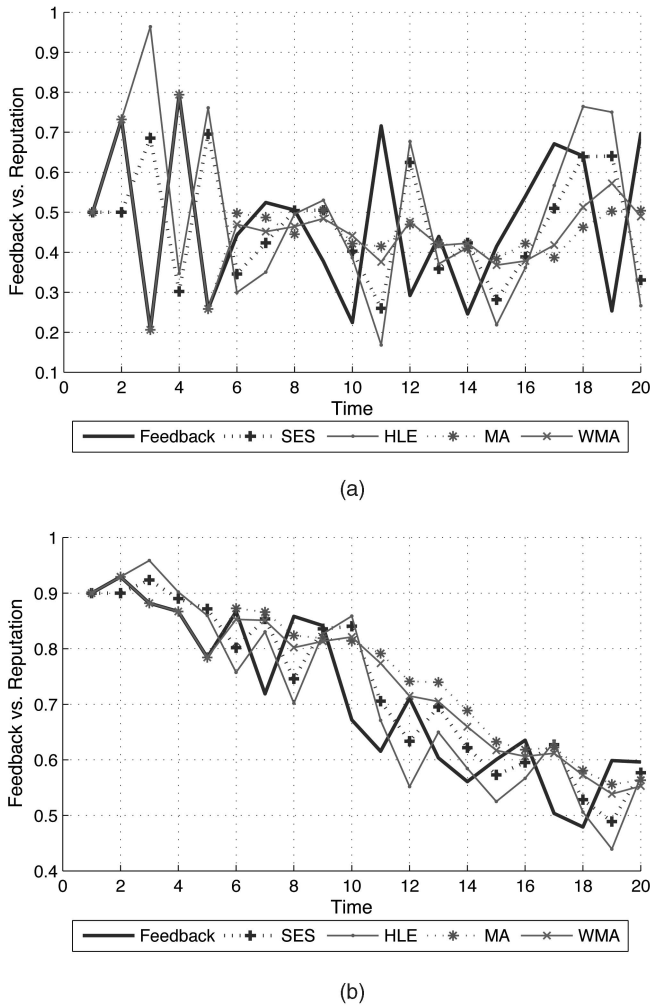 1
0.9
0.8
0.7
0.6
0.5
0.4
0.3
0.2
0.1
Feedback vs. Reputation
0 2 4 6 8 10 12 14 16 18 20
Time
Feedback SES HLE MA WMA
(a)
1
0.9
0.8
0.7
0.6
0.5
0.4
Feedback vs. Reputation
0 2 4 6 8 10 12 14 16 18 20
Time
Feedback SES HLE MA WMA
(b)